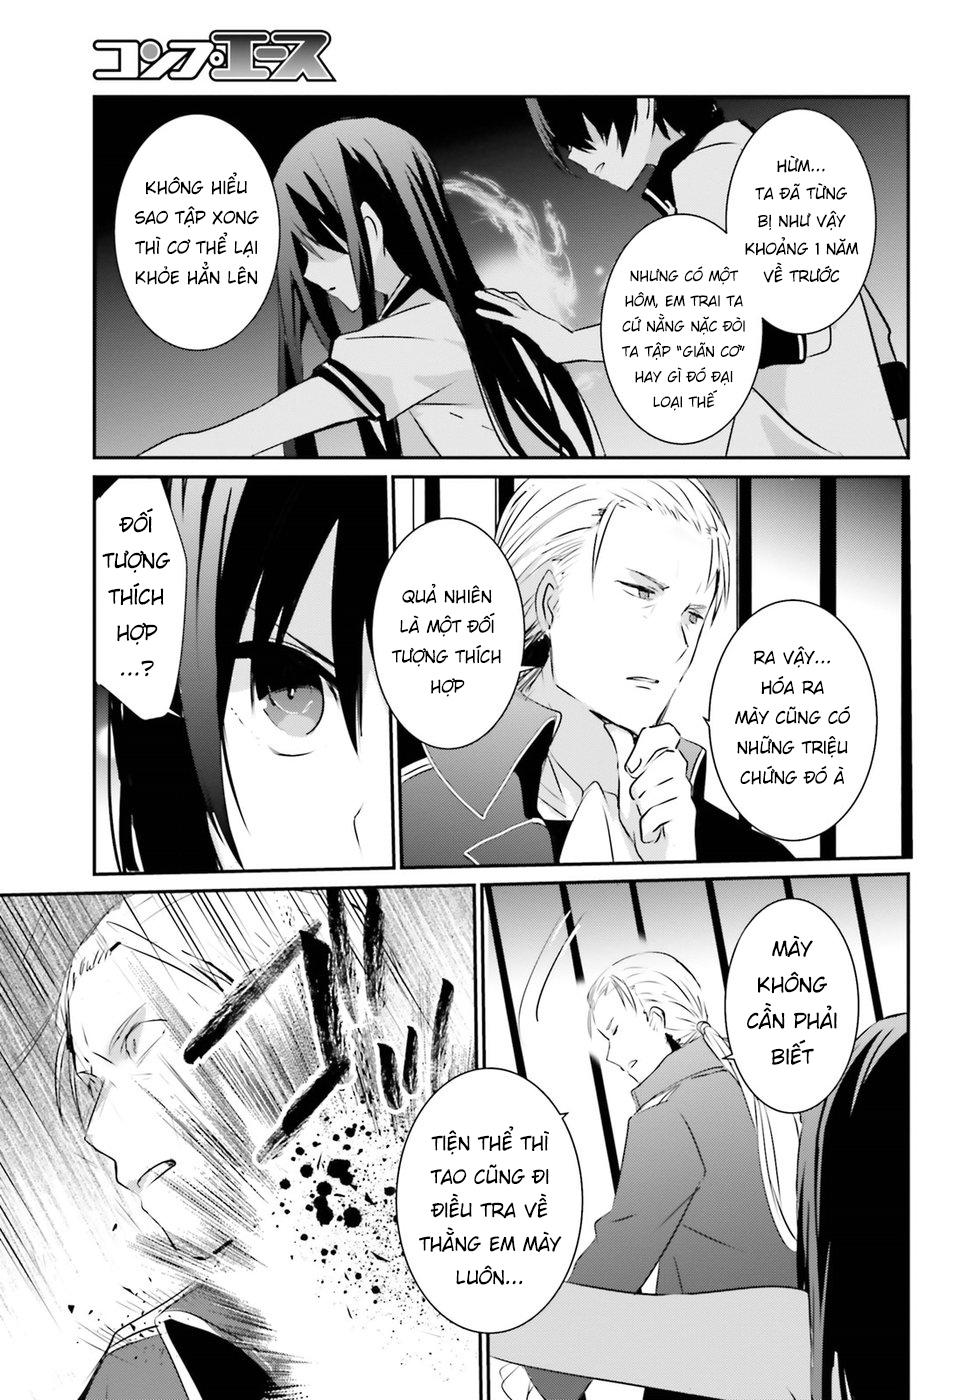 コンプエース
HỪM...
TA ĐÃ TỪNG
BỊ NHƯ VẬY
KHOẢNG 1 NĂM
VỀ TRƯỚC
NHƯNG CÓ MỘT
HÔM, EM TRAI TA
CỨ NẰNG NẶC ĐÒI
TA TẬP "GIÃN CƠ"
HAY GÌ ĐÓ ĐẠI
LOẠI THẾ
KHÔNG HIỂU
SAO TẬP XONG
THÌ CƠ THỂ LẠI
KHỎE HẲN LÊN
RA VẬY...
HÓA RA
MÀY CŨNG CÓ
NHỮNG TRIỆU
CHỨNG ĐÓ À
QUẢ NHIÊN
LÀ MỘT ĐỐI
TƯỢNG THÍCH
HỢP
ĐỐI
TƯỢNG
THÍCH
HỢP
...?
MÀY
KHÔNG
CẦN PHẢI
BIẾT
TIỆN THỂ THÌ
TAO CŨNG ĐI
ĐIỀU TRA VỀ
THẰNG EM MÀY
LUÔN...